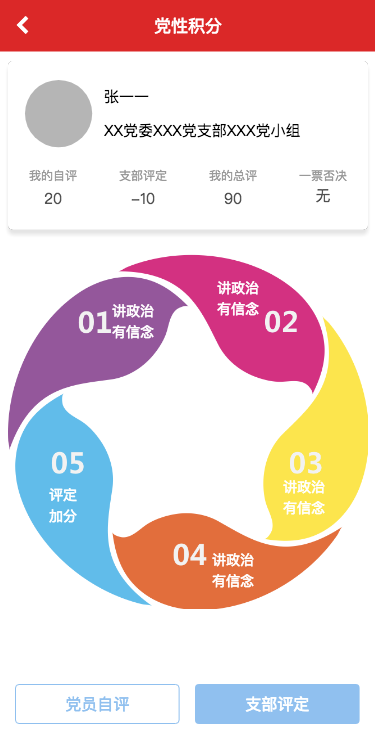 党性积分
张一一
XX党委XXX党支部XXX党小组
我的自评 支部评定 我的总评 一票否决
20 –10 90 无
01 讲政治
有信念
讲政治
有信念 02
03
讲政治
有信念
04 讲政治
有信念
05
评定
加分
党员自评 支部评定